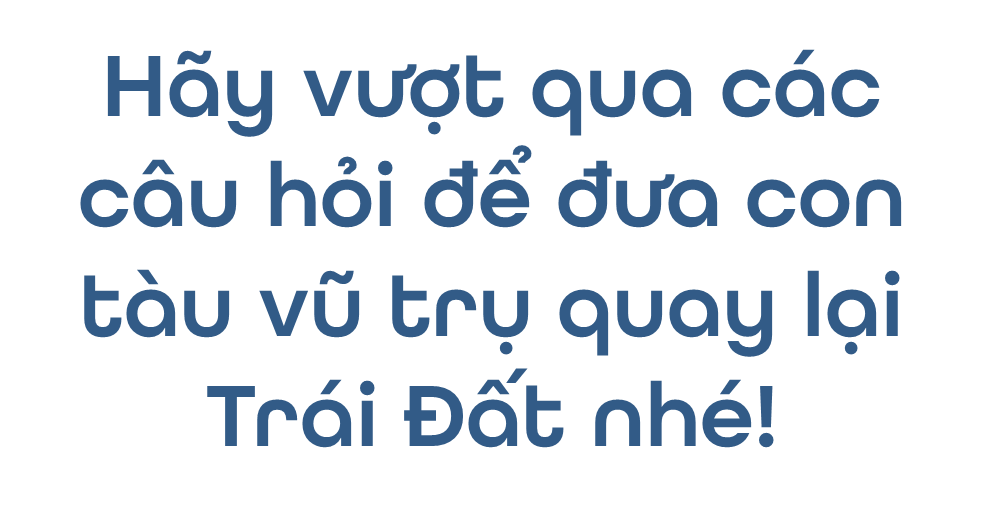 Hãy vượt qua các
câu hỏi để đưa con
tàu vũ trụ quay lại
Trái Đất nhé!